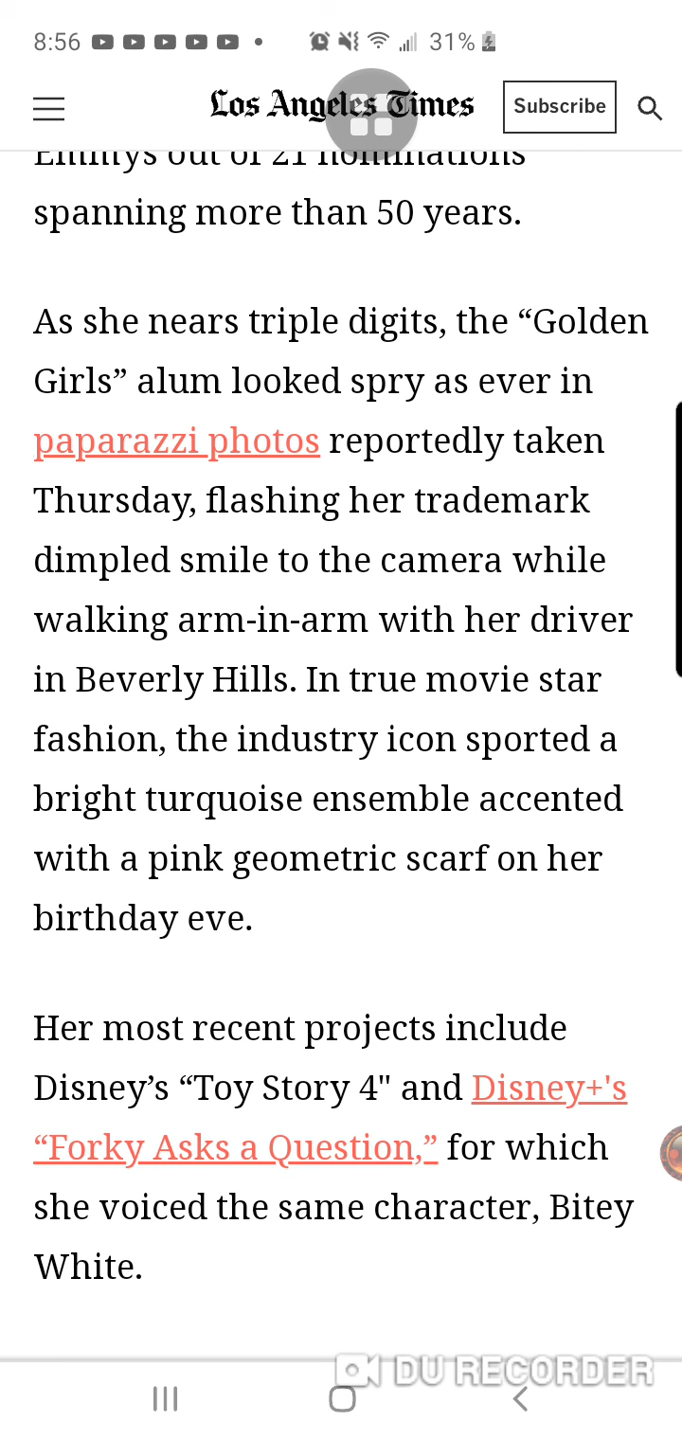 8:56 31%
Los Angeles Times Subscribe
Emmys out of 21 nominations
spanning more than 50 years.
As she nears triple digits, the “Golden
Girls” alum looked spry as ever in
paparazzi photos reportedly taken
Thursday, flashing her trademark
dimpled smile to the camera while
walking arm-in-arm with her driver
in Beverly Hills. In true movie star
fashion, the industry icon sported a
bright turquoise ensemble accented
with a pink geometric scarf on her
birthday eve.
Her most recent projects include
Disney’s “Toy Story 4" and Disney+'s
“Forky Asks a Question,” for which
she voiced the same character, Bitey
White.
DU RECORDER